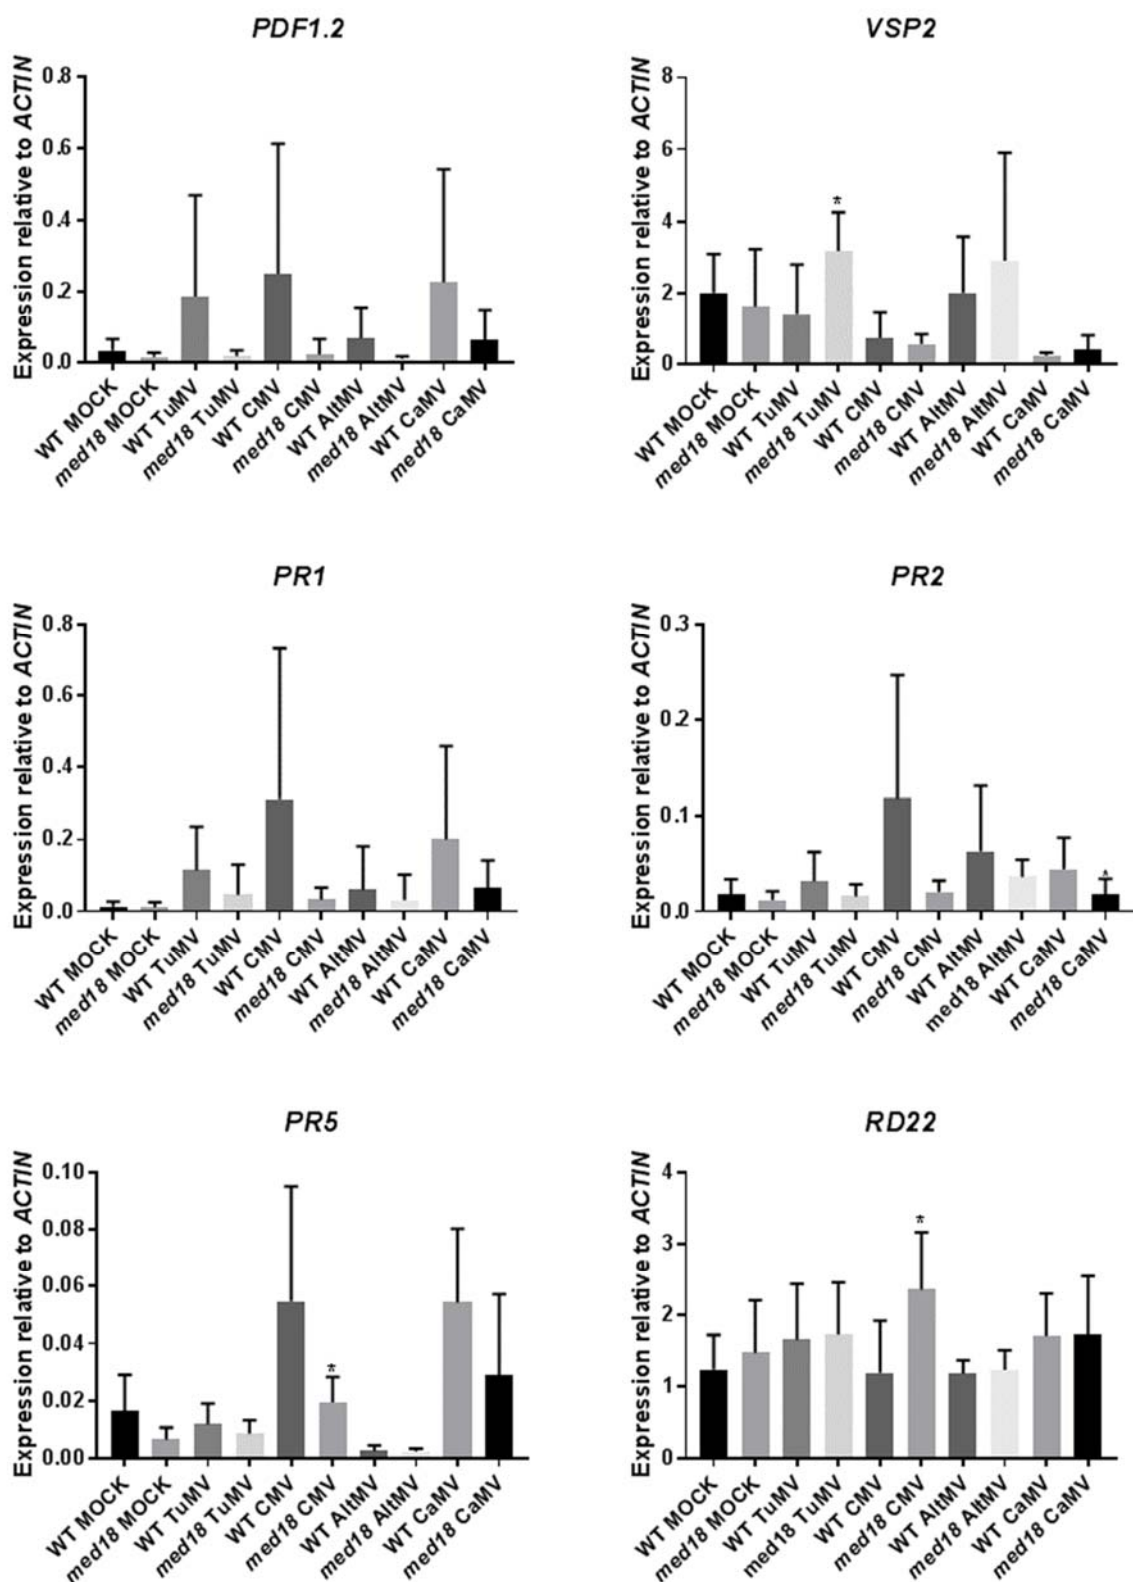 PDF1.2
Expression relative to ACTIN
0.8
0.6
0.4
0.2
0.0
WT MOCK
med18 MOCK
WT TuMV
med18 TuMV
WT CMV
med18 CMV
WT AltMV
med18 AltMV
WT CaMV
med18 CaMV
VSP2
Expression relative to ACTIN
8
6
4
2
0
*
WT MOCK
med18 MOCK
WT TuMV
med18 TuMV
WT CMV
med18 CMV
WT AltMV
med18 AltMV
WT CaMV
med18 CaMV
PR1
Expression relative to ACTIN
0.8
0.6
0.4
0.2
0.0
WT MOCK
med18 MOCK
WT TuMV
med18 TuMV
WT CMV
med18 CMV
WT AltMV
med18 AltMV
WT CaMV
med18 CaMV
PR2
Expression relative to ACTIN
0.3
0.2
0.1
0.0
*
WT MOCK
med18 MOCK
WT TuMV
med18 TuMV
WT CMV
med18 CMV
WT AltMV
med18 AltMV
WT CaMV
med18 CaMV
PR5
Expression relative to ACTIN
0.10
0.08
0.06
0.04
0.02
0.00
*
WT MOCK
med18 MOCK
WT TuMV
med18 TuMV
WT CMV
med18 CMV
WT AltMV
med18 AltMV
WT CaMV
med18 CaMV
RD22
Expression relative to ACTIN
4
3
2
1
0
*
WT MOCK
med18 MOCK
WT TuMV
med18 TuMV
WT CMV
med18 CMV
WT AltMV
med18 AltMV
WT CaMV
med18 CaMV